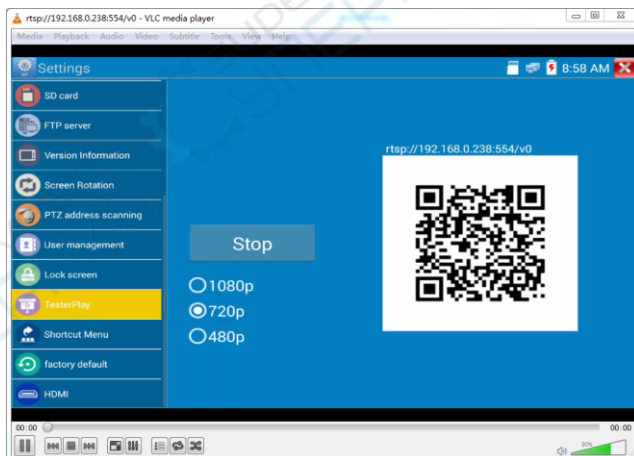 rtsp://192.168.0.238:554/v0 - VLC media player
Media Playback Audio Video Subtitle Tools View Help
Settings
8:58 AM
SD card
FTP server
Version Information
Screen Rotation
PTZ address scanning
User management
Lock screen
TesterPlay
Shortcut Menu
factory default
HDMI
Stop
1080p
720p
480p
rtsp://192.168.0.238:554/v0
00:00
00:00